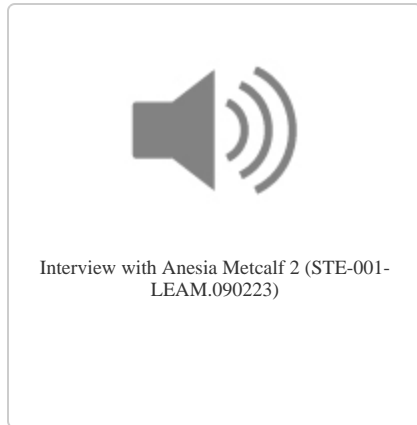 Interview with Anesia Metcalf 2 (STE-001-
LEAM.090223)